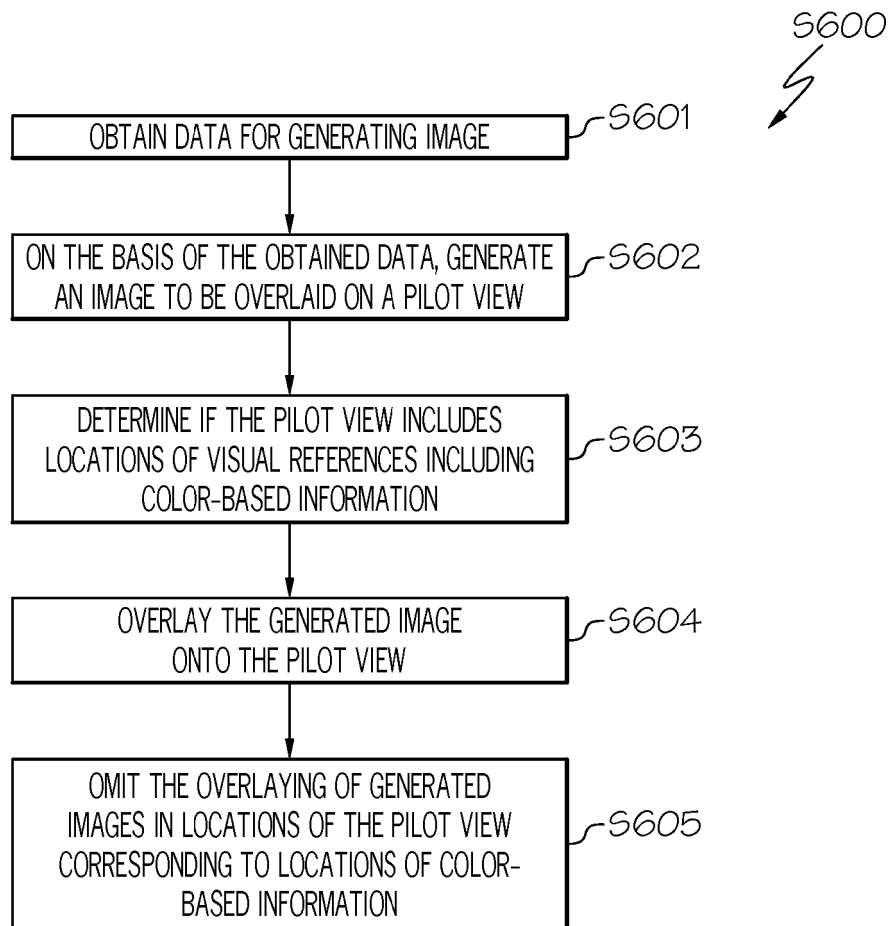 S600
OBTAIN DATA FOR GENERATING IMAGE
S601
ON THE BASIS OF THE OBTAINED DATA, GENERATE
AN IMAGE TO BE OVERLAID ON A PILOT VIEW
S602
DETERMINE IF THE PILOT VIEW INCLUDES
LOCATIONS OF VISUAL REFERENCES INCLUDING
COLOR-BASED INFORMATION
S603
OVERLAY THE GENERATED IMAGE
ONTO THE PILOT VIEW
S604
OMIT THE OVERLAYING OF GENERATED
IMAGES IN LOCATIONS OF THE PILOT VIEW
CORRESPONDING TO LOCATIONS OF COLOR-
BASED INFORMATION
S605